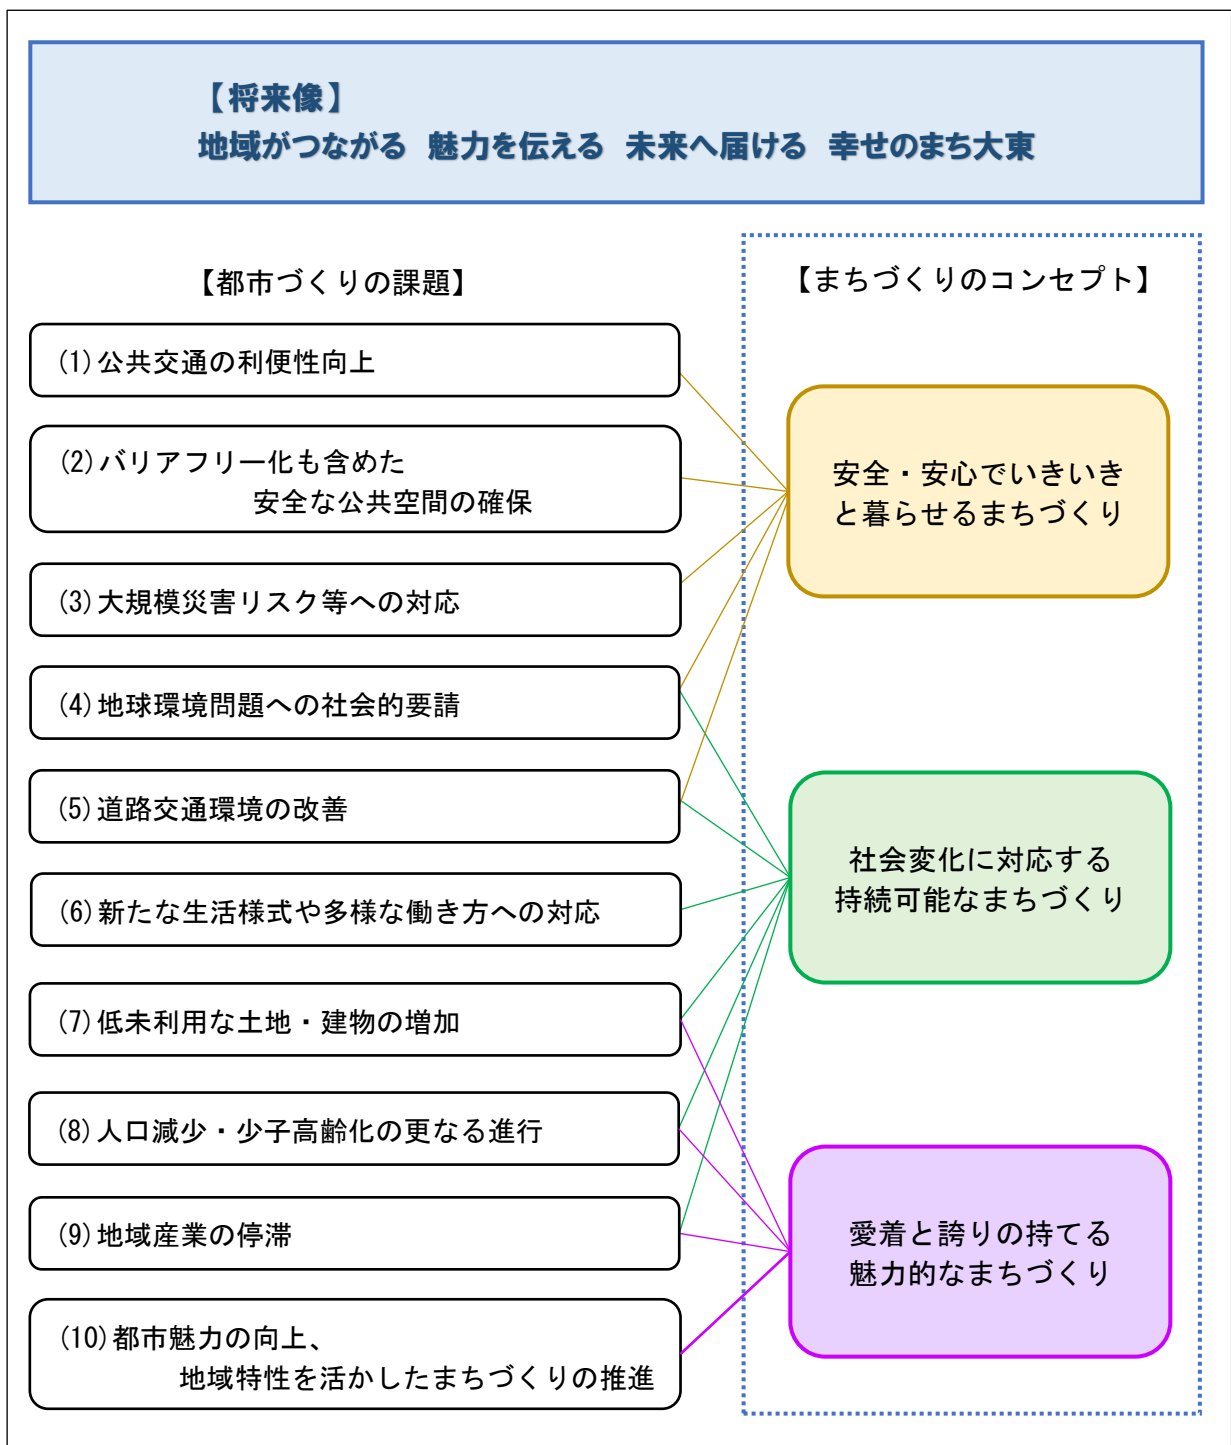 【将来像】
地域がつながる 魅力を伝える 未来へ届ける 幸せのまち大東
【都市づくりの課題】
(1)公共交通の利便性向上
(2)バリアフリー化も含めた
安全な公共空間の確保
(3)大規模災害リスク等への対応
(4)地球環境問題への社会的要請
(5)道路交通環境の改善
(6)新たな生活様式や多様な働き方への対応
(7)低未利用な土地・建物の増加
(8)人口減少・少子高齢化の更なる進行
(9)地域産業の停滞
(10)都市魅力の向上、
地域特性を活かしたまちづくりの推進
【まちづくりのコンセプト】
安全・安心でいきいき
と暮らせるまちづくり
社会変化に対応する
持続可能なまちづくり
愛着と誇りの持てる
魅力的なまちづくり